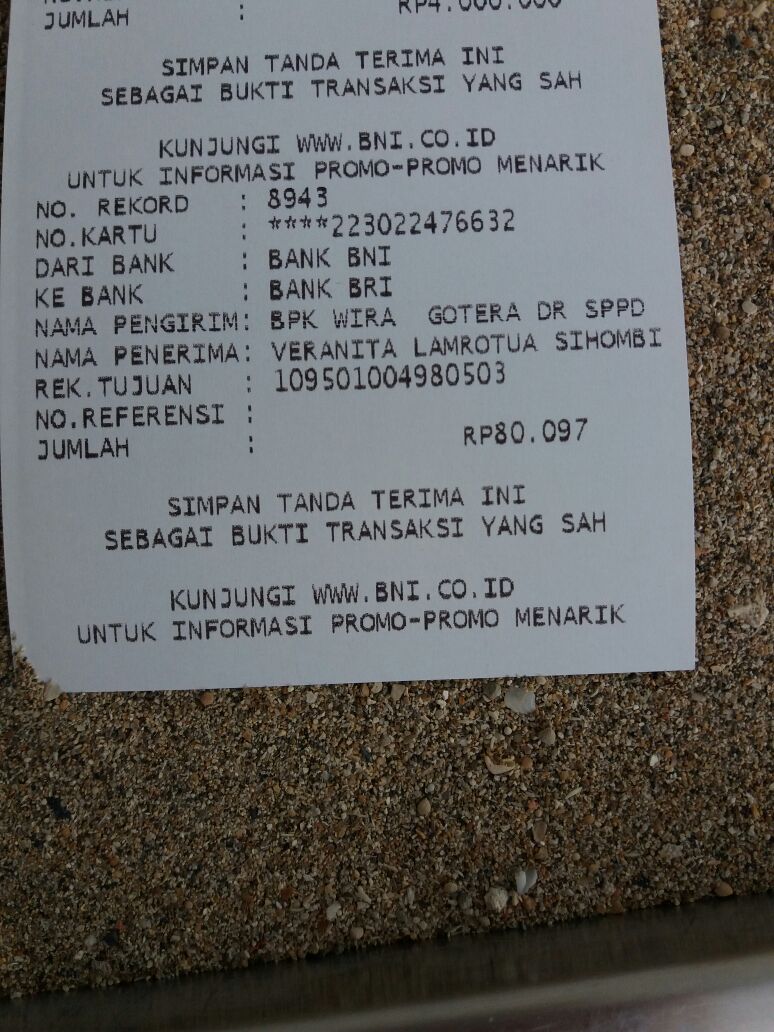 JUMLAH : RP4.000.000
SIMPAN TANDA TERIMA INI
SEBAGAI BUKTI TRANSAKSI YANG SAH
KUNJUNGI WWW.BNI.CO.ID
UNTUK INFORMASI PROMO-PROMO MENARIK
NO. REKORD : 8943
NO.KARTU : ****223022476632
DARI BANK : BANK BNI
KE BANK : BANK BRI
NAMA PENGIRIM: BPK WIRA GOTERA DR SPPD
NAMA PENERIMA: VERANITA LAMROTUA SIHOMBI
REK.TUJUAN : 109501004980503
NO.REFERENSI :
JUMLAH : RP80.097
SIMPAN TANDA TERIMA INI
SEBAGAI BUKTI TRANSAKSI YANG SAH
KUNJUNGI WWW.BNI.CO.ID
UNTUK INFORMASI PROMO-PROMO MENARIK